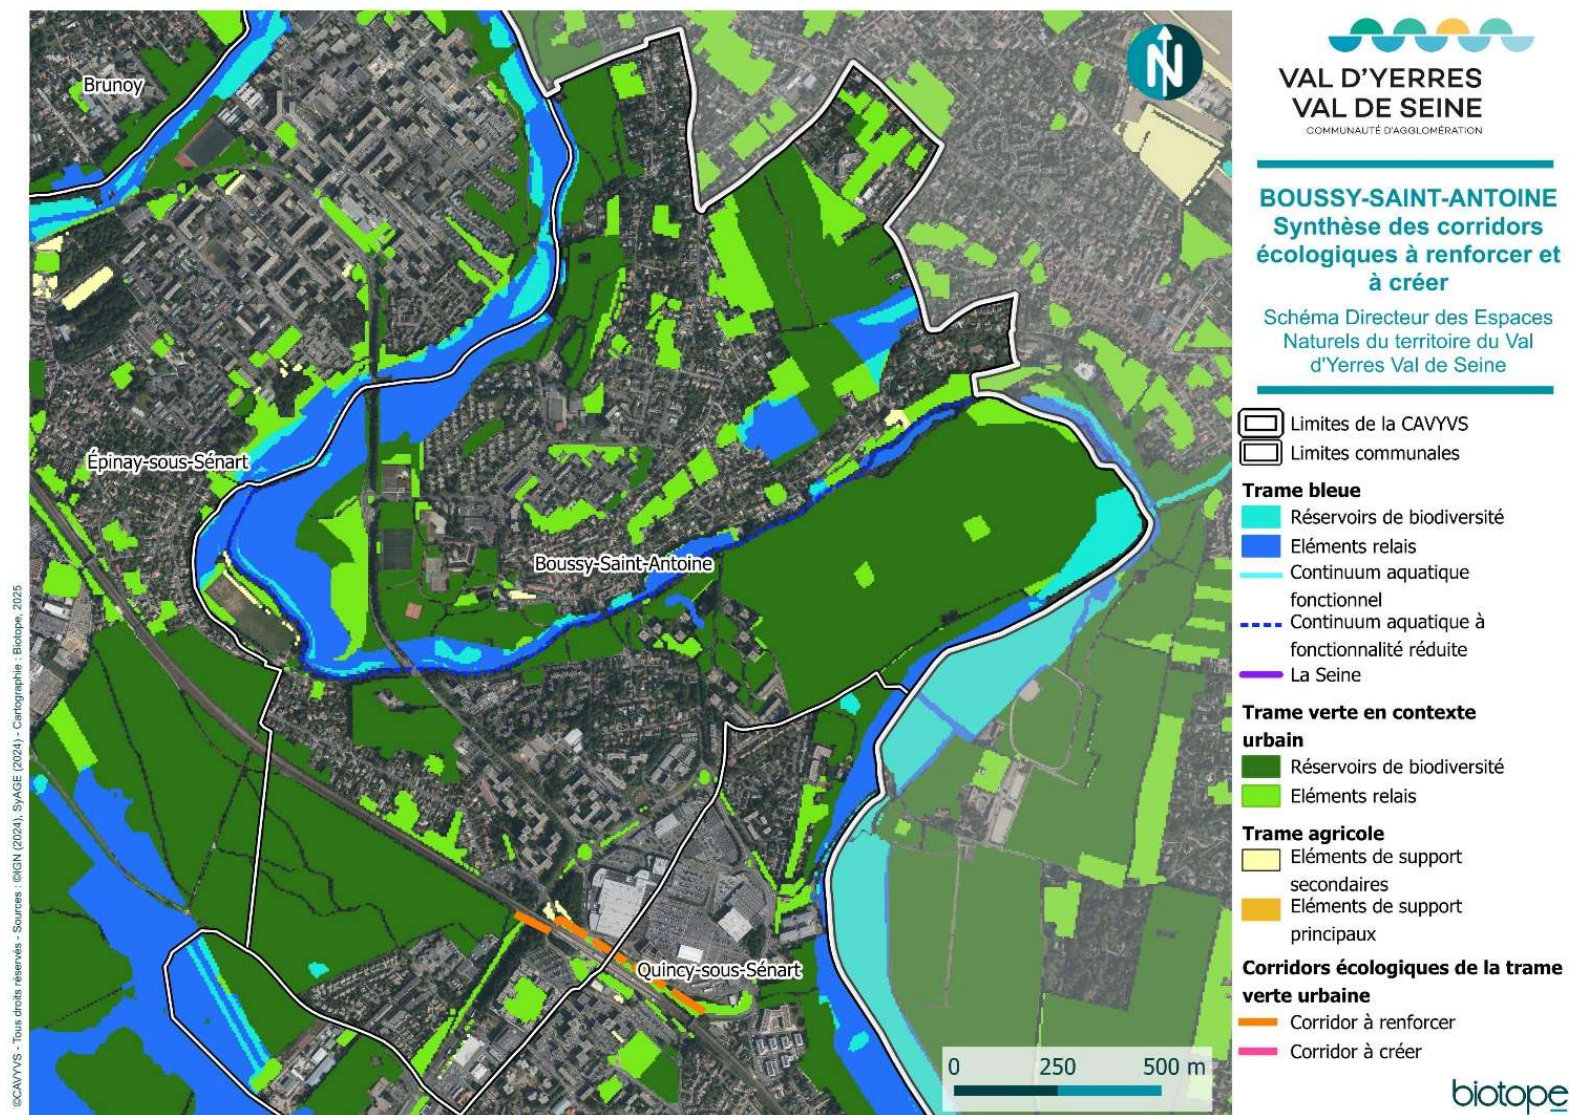 Brunoy
Épinay-sous-Sénart
Boussy-Saint-Antoine
Quincy-sous-Sénart
N
0 250 500 m
©CAVYVS - Tous droits réservés - Sources : ©IGN (2024), SyAGE (2024) - Cartographie : Biotope, 2025
VAL D'YERRES
VAL DE SEINE
COMMUNAUTÉ D'AGGLOMÉRATION
BOUSSY-SAINT-ANTOINE
Synthèse des corridors
écologiques à renforcer et
à créer
Schéma Directeur des Espaces
Naturels du territoire du Val
d'Yerres Val de Seine
Limites de la CAVYVS
Limites communales
Trame bleue
Réservoirs de biodiversité
Eléments relais
Continuum aquatique
fonctionnel
Continuum aquatique à
fonctionnalité réduite
La Seine
Trame verte en contexte
urbain
Réservoirs de biodiversité
Eléments relais
Trame agricole
Eléments de support
secondaires
Eléments de support
principaux
Corridors écologiques de la trame
verte urbaine
Corridor à renforcer
Corridor à créer
biotope